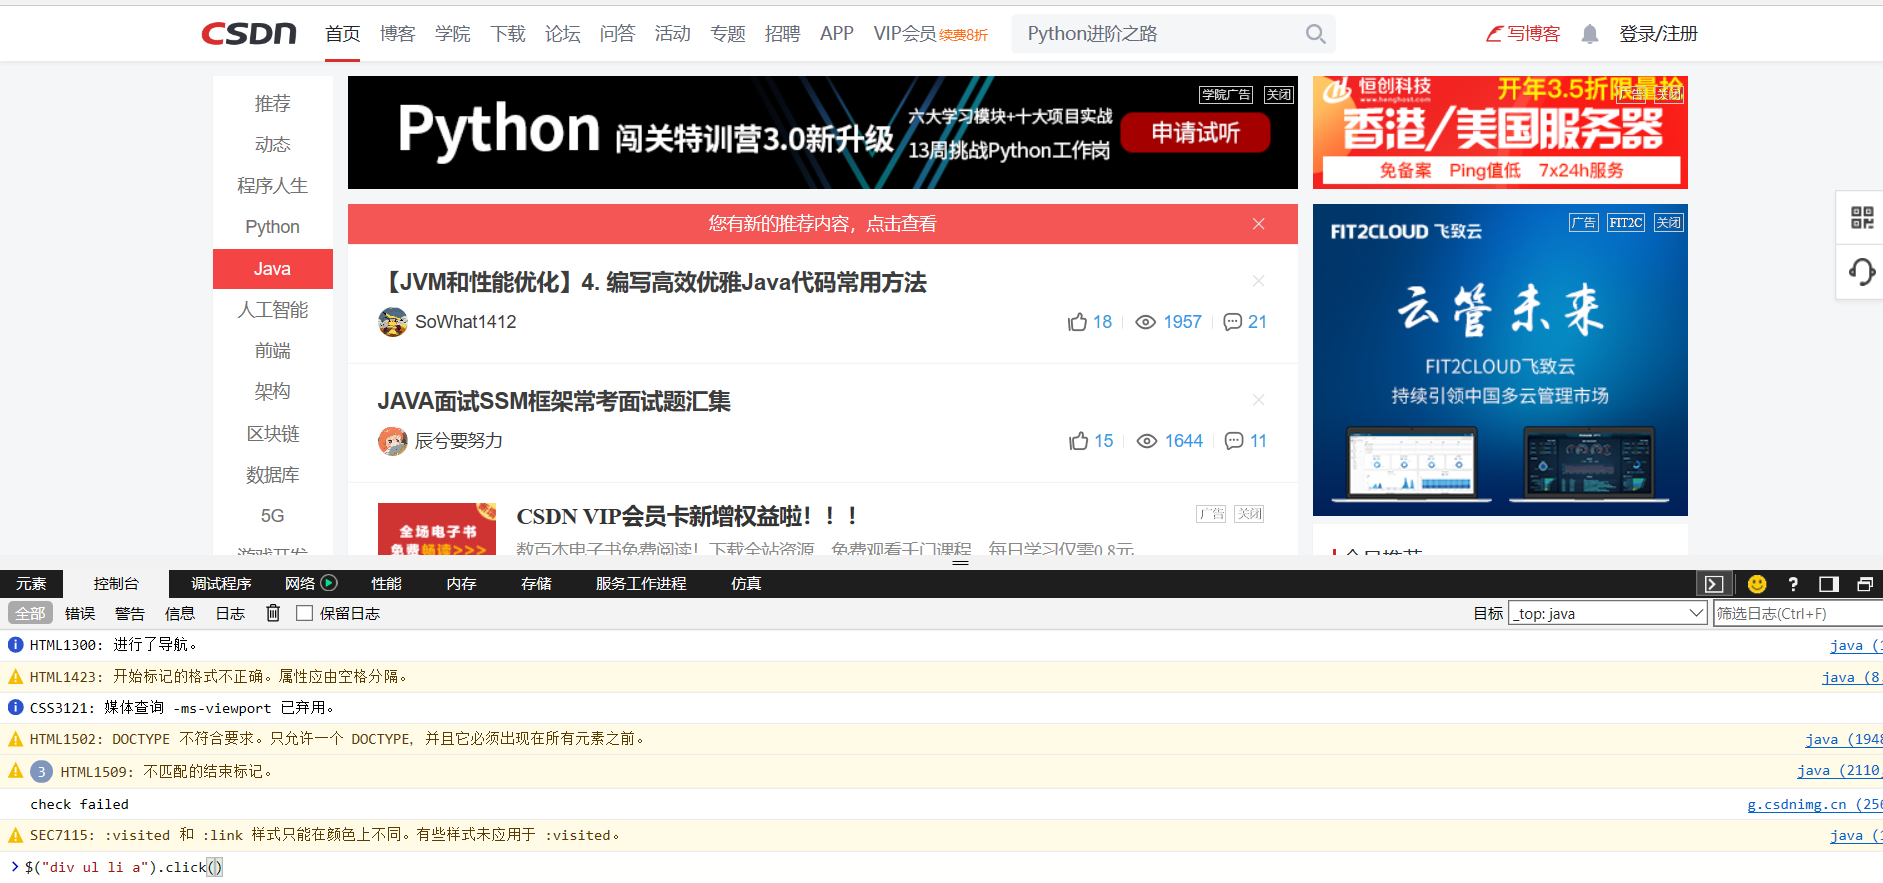 CSDN 首页 博客 学院 下载 论坛 问答 活动 专题 招聘 APP VIP会员 续费8折 Python进阶之路 写博客 登录/注册
推荐
动态
程序人生
Python
Java
人工智能
前端
架构
区块链
数据库
5G
游戏开发
Python 闯关特训营3.0新升级
六大学习模块+十大项目实战
13周挑战Python工作岗
申请试听
学院广告 关闭
恒创科技
www.henghost.com
开年3.5折限量抢
广告 关闭
香港/美国服务器
免备案 Ping值低 7x24h服务
您有新的推荐内容，点击查看
【JVM和性能优化】4. 编写高效优雅Java代码常用方法
SoWhat1412 18 1957 21
JAVA面试SSM框架常考面试题汇集
辰兮要努力 15 1644 11
全场电子书
免费畅读>>>
CSDN VIP会员卡新增权益啦！！！
广告 关闭
数百本电子书免费阅读！下载全站资源，免费观看千门课程，每日学习仅需0.8元
FIT2CLOUD 飞致云
广告 FIT2C 关闭
云管未来
FIT2CLOUD飞致云
持续引领中国多云管理市场
今日推荐
元素 控制台 调试程序 网络 性能 内存 存储 服务工作进程 仿真
全部 错误 警告 信息 日志 保留日志 目标 _top: java 筛选日志(Ctrl+F)
HTML1300: 进行了导航。 java (1
HTML1423: 开始标记的格式不正确。属性应由空格分隔。 java (8,
CSS3121: 媒体查询 -ms-viewport 已弃用。
HTML1502: DOCTYPE 不符合要求。只允许一个 DOCTYPE, 并且它必须出现在所有元素之前。 java (1948
3 HTML1509: 不匹配的结束标记。 java (2110,
check failed g.csdnimg.cn (250
SEC7115: :visited 和 :link 样式只能在颜色上不同。有些样式未应用于 :visited。 java (1
$("div ul li a").click()